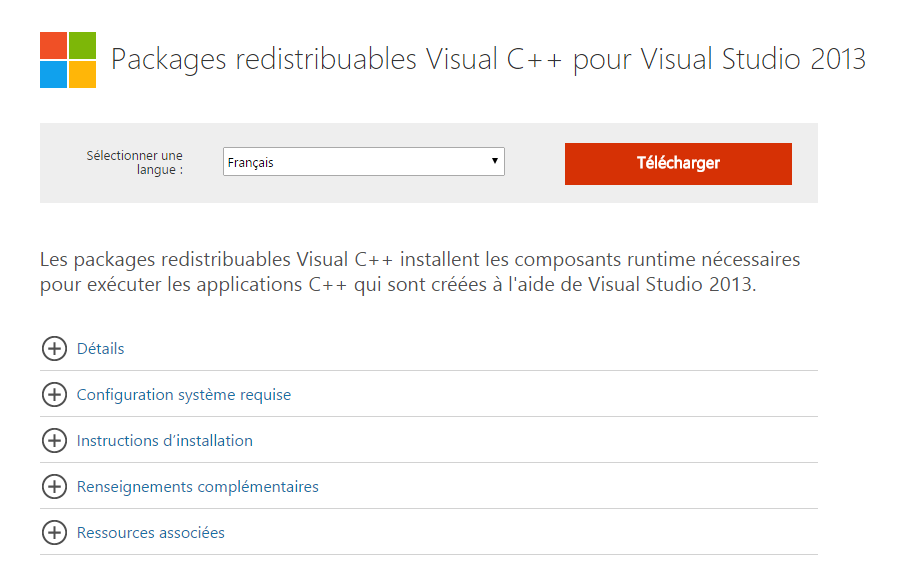 Packages redistribuables Visual C++ pour Visual Studio 2013
Sélectionner une
langue :
Français
Télécharger
Les packages redistribuables Visual C++ installent les composants runtime nécessaires
pour exécuter les applications C++ qui sont créées à l'aide de Visual Studio 2013.
Détails
Configuration système requise
Instructions d’installation
Renseignements complémentaires
Ressources associées